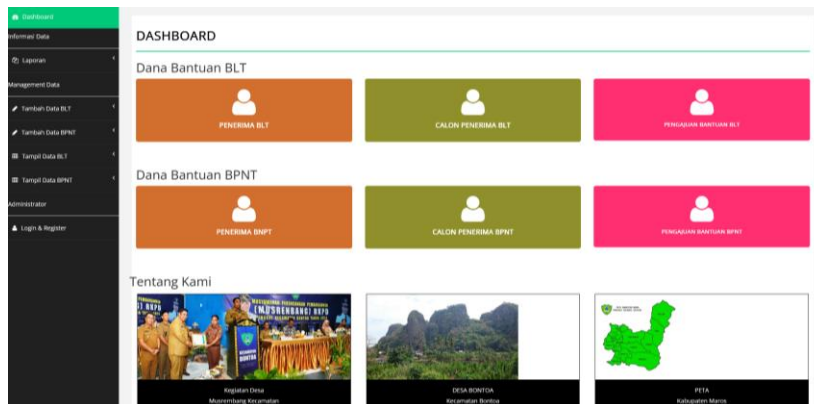 Dashboard
Informasi Data
Laporan
Management Data
Tambah Data BLT
Tambah Data BPNT
Tampil Data BLT
Tampil Data BPNT
Administrator
Login & Register
DASHBOARD
Dana Bantuan BLT
PENERIMA BLT
CALON PENERIMA BLT
PENGAJUAN BANTUAN BLT
Dana Bantuan BPNT
PENERIMA BNPT
CALON PENERIMA BPNT
PENGAJUAN BANTUAN BPNT
Tentang Kami
(MUSRENBANG) RKPD
BONTOA
Kegiatan Desa
Musrembang Kecamatan
DESA BONTOA
Kecamatan Bontoa
PETA
Kabupaten Maros